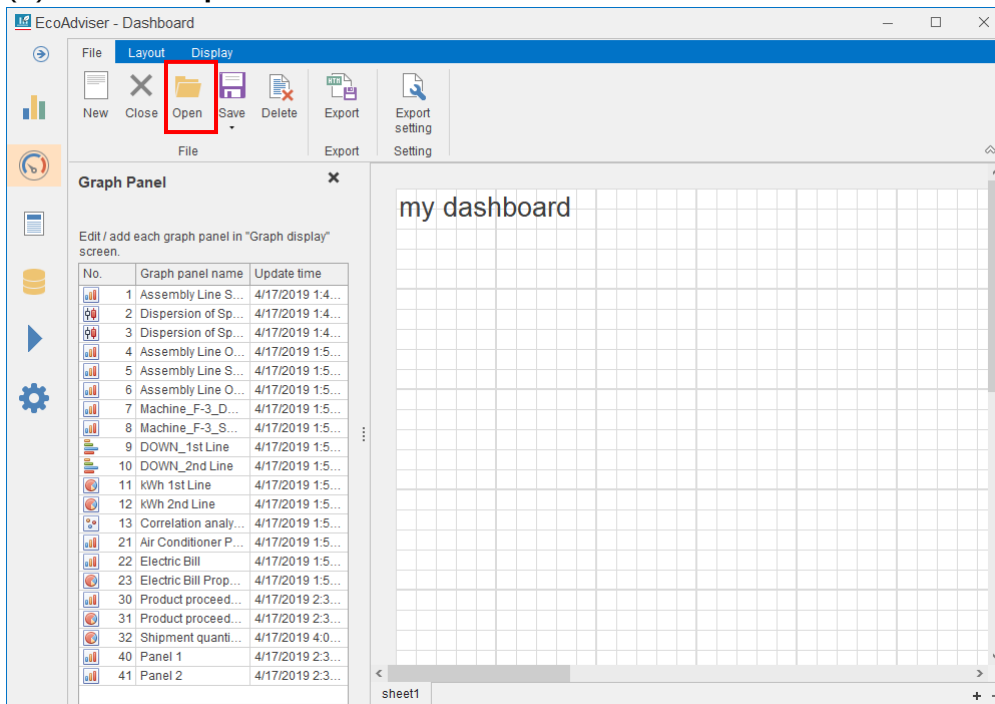 EcoAdviser - Dashboard
File Layout Display
New Close Open Save Delete Export Export setting
File Export Setting
Graph Panel
my dashboard
Edit / add each graph panel in "Graph display"
screen.
No. Graph panel name Update time
1 Assembly Line S... 4/17/2019 1:4...
2 Dispersion of Sp... 4/17/2019 1:4...
3 Dispersion of Sp... 4/17/2019 1:4...
4 Assembly Line O... 4/17/2019 1:5...
5 Assembly Line S... 4/17/2019 1:5...
6 Assembly Line O... 4/17/2019 1:5...
7 Machine_F-3_D... 4/17/2019 1:5...
8 Machine_F-3_S... 4/17/2019 1:5...
9 DOWN_1st Line 4/17/2019 1:5...
10 DOWN_2nd Line 4/17/2019 1:5...
11 kWh 1st Line 4/17/2019 1:5...
12 kWh 2nd Line 4/17/2019 1:5...
13 Correlation analy... 4/17/2019 1:5...
21 Air Conditioner P... 4/17/2019 1:5...
22 Electric Bill 4/17/2019 1:5...
23 Electric Bill Prop... 4/17/2019 1:5...
30 Product proceed... 4/17/2019 2:3...
31 Product proceed... 4/17/2019 2:3...
32 Shipment quanti... 4/17/2019 4:0...
40 Panel 1 4/17/2019 2:3...
41 Panel 2 4/17/2019 2:3...
sheet1